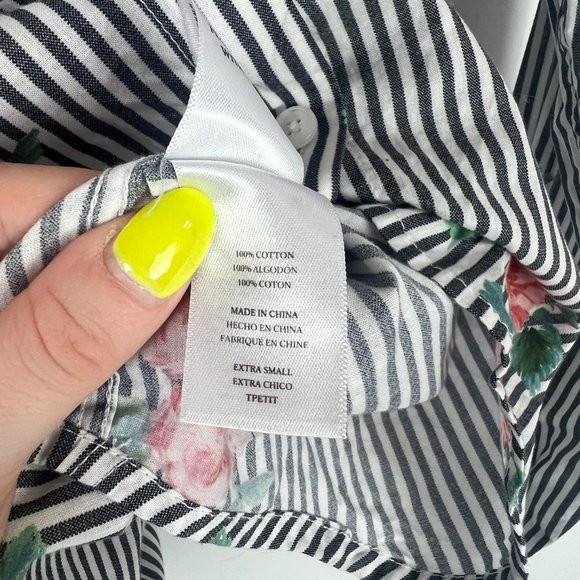 100% COTTON
100% ALGODÓN
100% COTON
MADE IN CHINA
HECHO EN CHINA
FABRIQUE EN CHINE
EXTRA SMALL
EXTRA CHICO
TPETIT